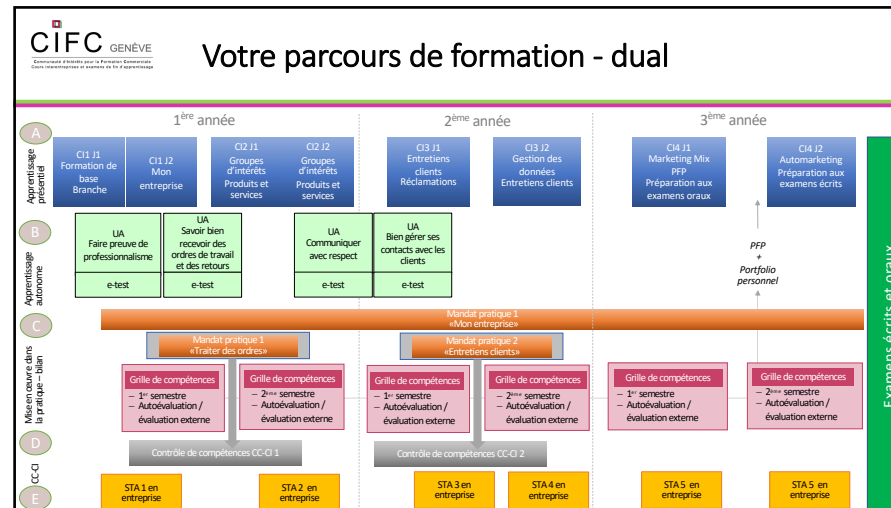 CIFC GENÈVE
Communauté d'Intérêts pour la Formation Commerciale
Cours interentreprises et examens de fin d'apprentissage
Votre parcours de formation - dual
1ère année
2ème année
3ème année
A
Apprentissage
présentiel
CI1 J1
Formation de
base
Branche
CI1 J2
Mon
entreprise
CI2 J1
Groupes
d'intérêts
Produits et
services
CI2 J2
Groupes
d'intérêts
Produits et
services
CI3 J1
Entretiens
clients
Réclamations
CI3 J2
Gestion des
données
Entretiens clients
CI4 J1
Marketing Mix
PFP
Préparation aux
examens oraux
CI4 J2
Automarketing
Préparation aux
examens écrits
B
Apprentissage
autonome
UA
Faire preuve de
professionnalisme
e-test
UA
Savoir bien
recevoir des
ordres de travail
et des retours
e-test
UA
Communiquer
avec respect
e-test
UA
Bien gérer ses
contacts avec les
clients
e-test
PFP
+
Portfolio
personnel
C
Mise en œuvre dans
la pratique – bilan
Mandat pratique 1
«Mon entreprise»
Mandat pratique 1
«Traiter des ordres»
Mandat pratique 2
«Entretiens clients»
Grille de compétences
– 1er semestre
– Autoévaluation /
évaluation externe
Grille de compétences
– 2ème semestre
– Autoévaluation /
évaluation externe
Grille de compétences
– 1er semestre
– Autoévaluation /
évaluation externe
Grille de compétences
– 2ème semestre
– Autoévaluation /
évaluation externe
Grille de compétences
– 1er semestre
– Autoévaluation /
évaluation externe
Grille de compétences
– 2ème semestre
– Autoévaluation /
évaluation externe
D
CC-CI
Contrôle de compétences CC-CI 1
Contrôle de compétences CC-CI 2
E
STA 1 en
entreprise
STA 2 en
entreprise
STA 3 en
entreprise
STA 4 en
entreprise
STA 5 en
entreprise
STA 5 en
entreprise
Examens écrits et oraux